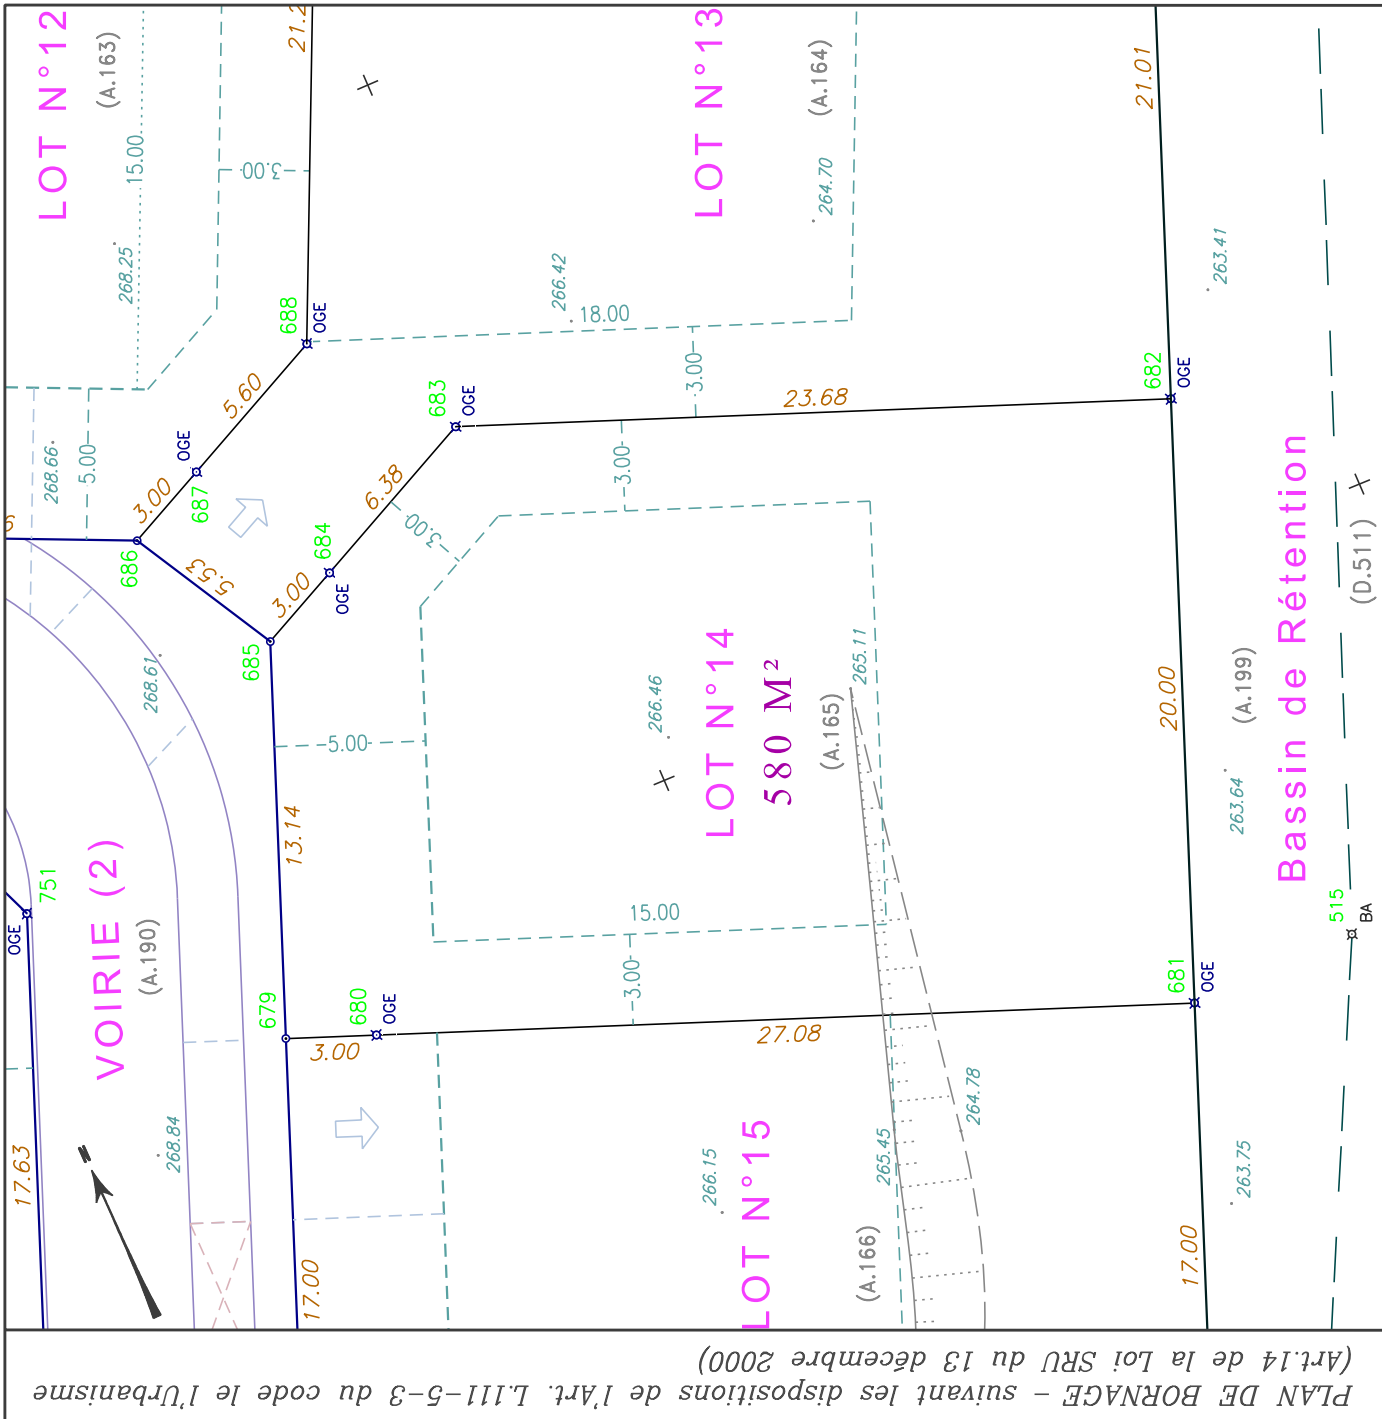 LOT N°12
(A.163)
15.00
268.25
3.00
21.2
LOT N°13
(A.164)
264.70
266.42
18.00
3.00
21.01
263.41
688
OGE
5.60
OGE
687
3.00
686
5.53
268.66
5.00
683
OGE
6.38
684
OGE
3.00
685
23.68
682
OGE
3.00
3.00
268.61
5.00
13.14
266.46
LOT N°14
580 M²
(A.165)
265.11
20.00
(A.199)
263.64
Bassin de Rétention
(D.511)
515
BA
751
OGE
VOIRIE (2)
(A.190)
679
680
OGE
3.00
15.00
3.00
27.08
681
OGE
17.63
N
268.84
17.00
266.15
LOT N°15
(A.166)
265.45
264.78
263.75
17.00
PLAN DE BORNAGE - suivant les dispositions de l'Art. L.111-5-3 du code le l'Urbanisme
(Art.14 de la Loi SRU du 13 décembre 2000)